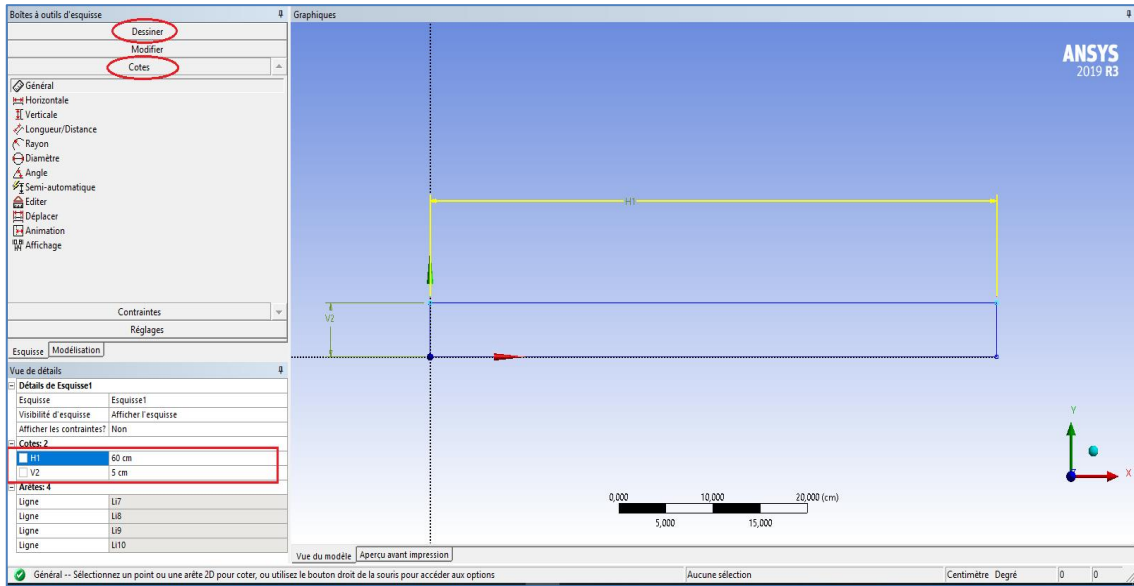 Boîtes à outils d'esquisse
Dessiner
Modifier
Cotes
Général
Horizontale
Verticale
Longueur/Distance
Rayon
Diamètre
Angle
Semi-automatique
Editer
Déplacer
Animation
Affichage
Contraintes
Réglages
Esquisse Modélisation
Vue de détails
Détails de Esquisse1
Esquisse Esquisse1
Visibilité d'esquisse Afficher l'esquisse
Afficher les contraintes? Non
Cotes: 2
H1 60 cm
V2 5 cm
Arêtes: 4
Ligne Li7
Ligne Li8
Ligne Li9
Ligne Li10
Graphiques
ANSYS
2019 R3
H1
V2
Y
X
0,000 10,000 20,000 (cm)
5,000 15,000
Vue du modèle Aperçu avant impression
Général -- Sélectionnez un point ou une arête 2D pour coter, ou utilisez le bouton droit de la souris pour accéder aux options Aucune sélection Centimètre Degré 0 0